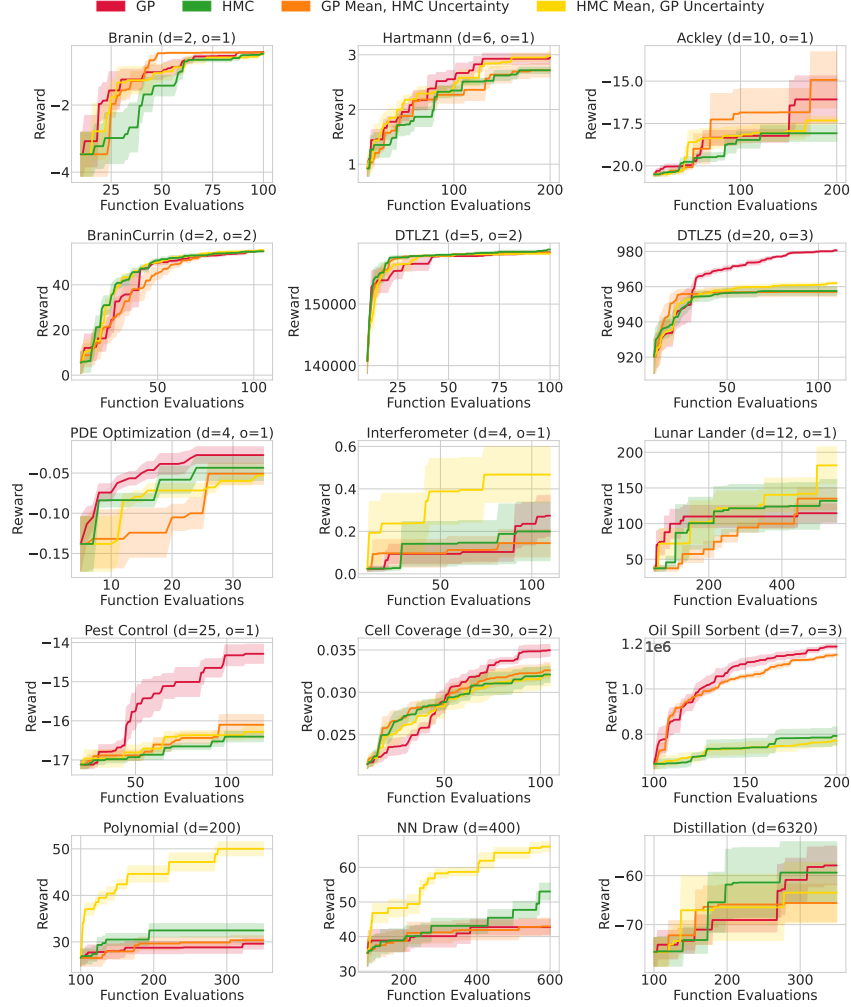 GP HMC GP Mean, HMC Uncertainty HMC Mean, GP Uncertainty
Branin (d=2, o=1) Hartmann (d=6, o=1) Ackley (d=10, o=1)
Reward −2 −4
25 50 75 100
Function Evaluations
Reward 3 2 1
100 200
Function Evaluations
Reward −15.0 −17.5 −20.0
100 200
Function Evaluations
BraninCurrin (d=2, o=2) DTLZ1 (d=5, o=2) DTLZ5 (d=20, o=3)
Reward 40 20 0
50 100
Function Evaluations
Reward 150000 140000
25 50 75 100
Function Evaluations
Reward 980 960 940 920
50 100
Function Evaluations
PDE Optimization (d=4, o=1) Interferometer (d=4, o=1) Lunar Lander (d=12, o=1)
Reward −0.05 −0.10 −0.15
10 20 30
Function Evaluations
Reward 0.6 0.4 0.2 0.0
50 100
Function Evaluations
Reward 200 150 100 50
200 400
Function Evaluations
Pest Control (d=25, o=1) Cell Coverage (d=30, o=2) Oil Spill Sorbent (d=7, o=3)
Reward −14 −15 −16 −17
50 100
Function Evaluations
Reward 0.035 0.030 0.025
50 100
Function Evaluations
Reward 1.2 1e6 1.0 0.8
100 150 200
Function Evaluations
Polynomial (d=200) NN Draw (d=400) Distillation (d=6320)
Reward 50 40 30
100 200 300
Function Evaluations
Reward 60 50 40 30
200 400 600
Function Evaluations
Reward −60 −70
100 200 300
Function Evaluations